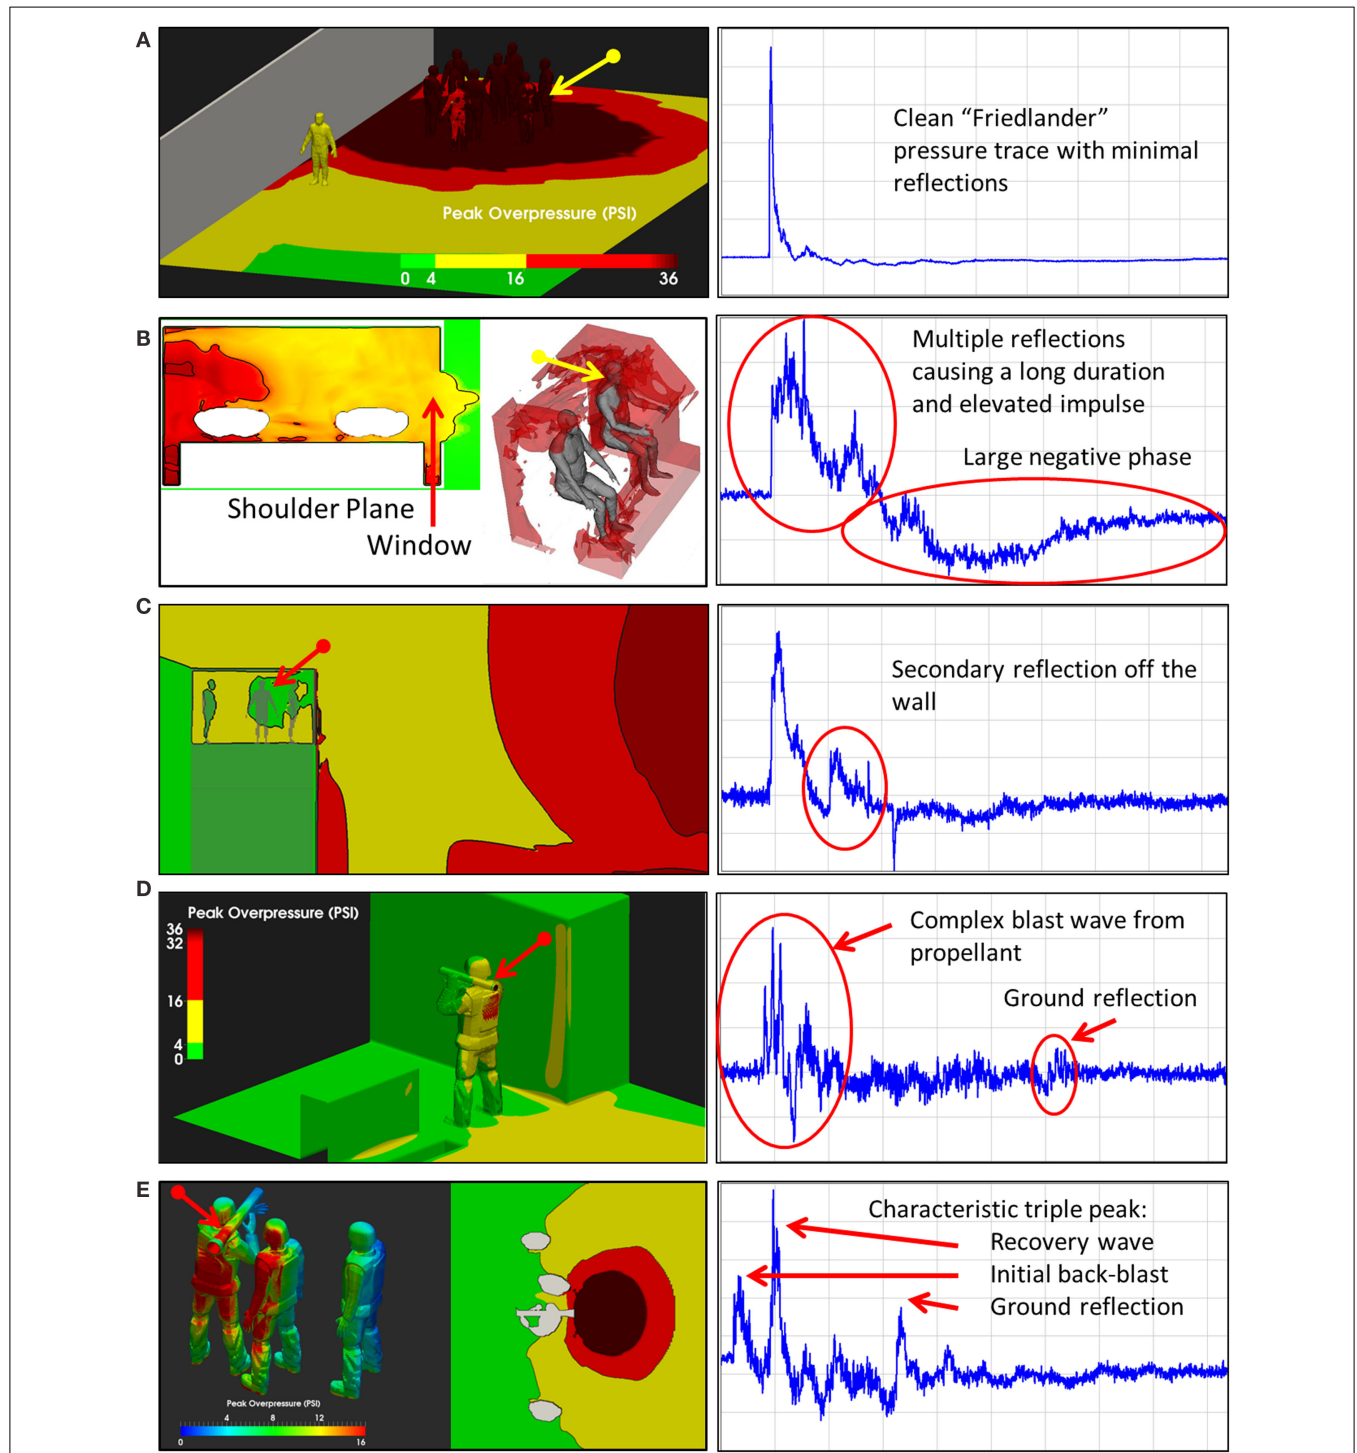 A
Peak Overpressure (PSI)
0 4 16 36
Clean “Friedlander”
pressure trace with minimal
reflections
B
Shoulder Plane
Window
Multiple reflections
causing a long duration
and elevated impulse
Large negative phase
C
Secondary reflection off the
wall
D
Peak Overpressure (PSI)
36
32
16
4
0
Complex blast wave from
propellant
Ground reflection
E
Peak Overpressure (PSI)
4 8 12
0 16
Characteristic triple peak:
Recovery wave
Initial back-blast
Ground reflection